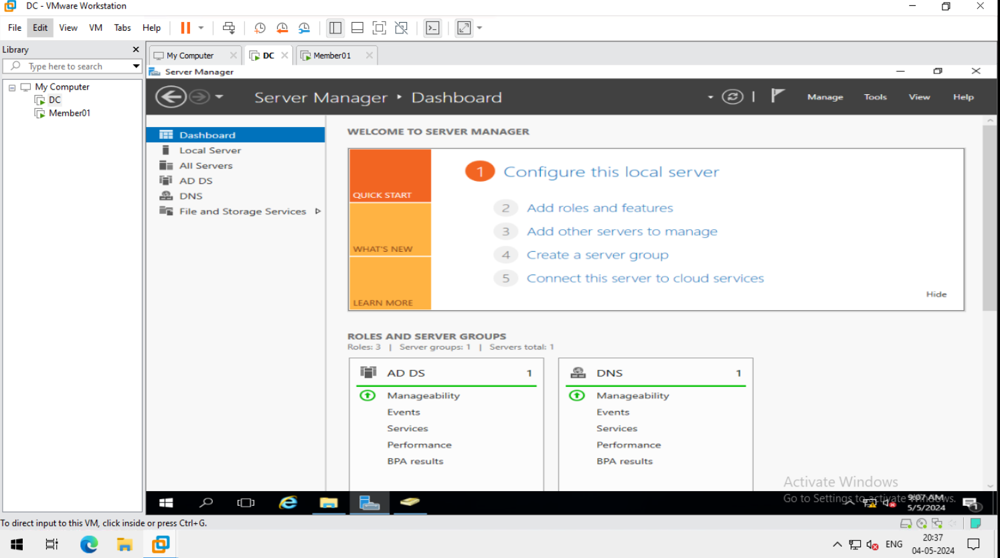 DC - VMware Workstation
File Edit View VM Tabs Help
Library
Type here to search
My Computer
DC
Member01
My Computer
DC
Member01
Server Manager
Server Manager ‣ Dashboard
Manage Tools View Help
Dashboard
Local Server
All Servers
AD DS
DNS
File and Storage Services
WELCOME TO SERVER MANAGER
QUICK START
WHAT'S NEW
LEARN MORE
1 Configure this local server
2 Add roles and features
3 Add other servers to manage
4 Create a server group
5 Connect this server to cloud services
Hide
ROLES AND SERVER GROUPS
Roles: 3 | Server groups: 1 | Servers total: 1
AD DS 1
Manageability
Events
Services
Performance
BPA results
DNS 1
Manageability
Events
Services
Performance
BPA results
Activate Windows
Go to Settings to activate Windows.
9:07 AM
5/5/2024
1
To direct input to this VM, click inside or press Ctrl+G.
ENG
20:37
04-05-2024